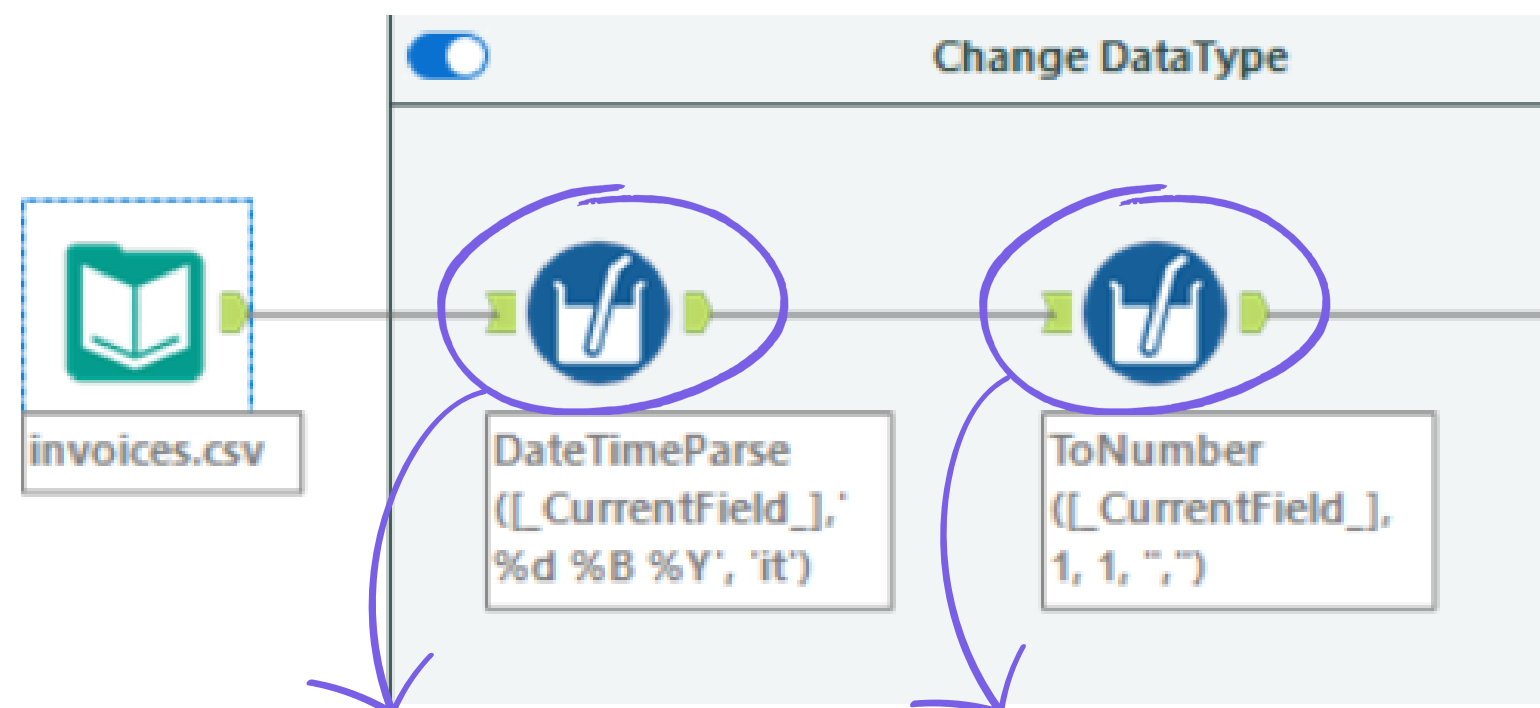 Change DataType
invoices.csv
DateTimeParse
([_CurrentField_],'
%d %B %Y', 'it')
ToNumber
([_CurrentField_],
1, 1, ",")